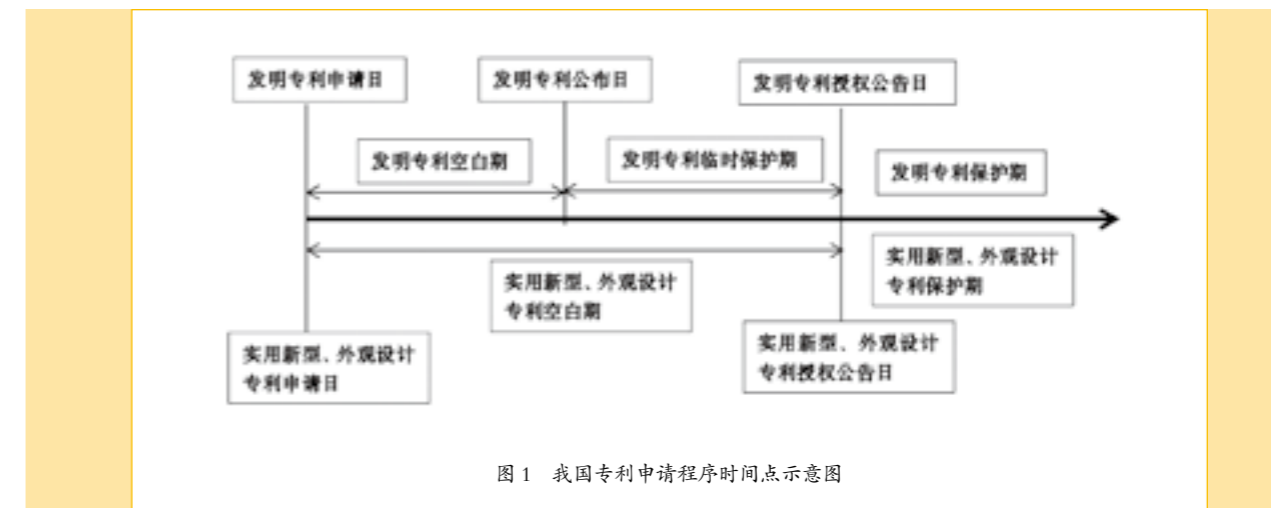 发明专利申请日
发明专利公布日
发明专利授权公告日
发明专利空白期
发明专利临时保护期
发明专利保护期
实用新型、外观设计
专利空白期
实用新型、外观设计
专利保护期
实用新型、外观设计
专利申请日
实用新型、外观设计
专利授权公告日
图 1 我国专利申请程序时间点示意图